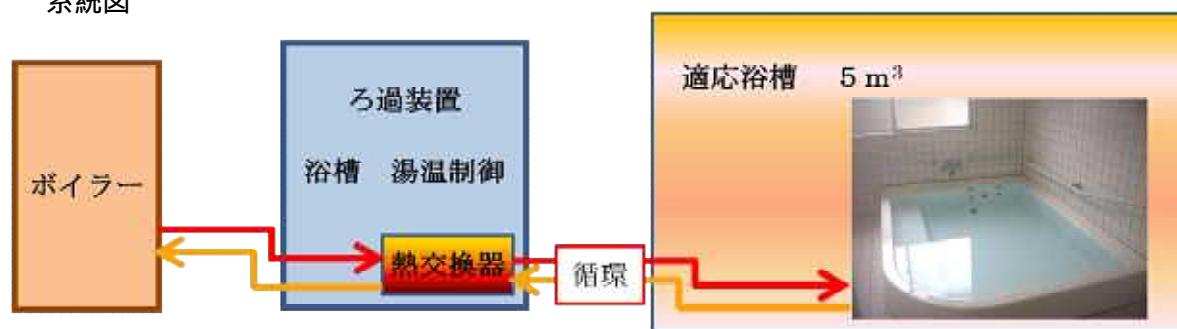 系統図
ボイラー
ろ過装置
浴槽　湯温制御
熱交換器
循環
適応浴槽　5 m³